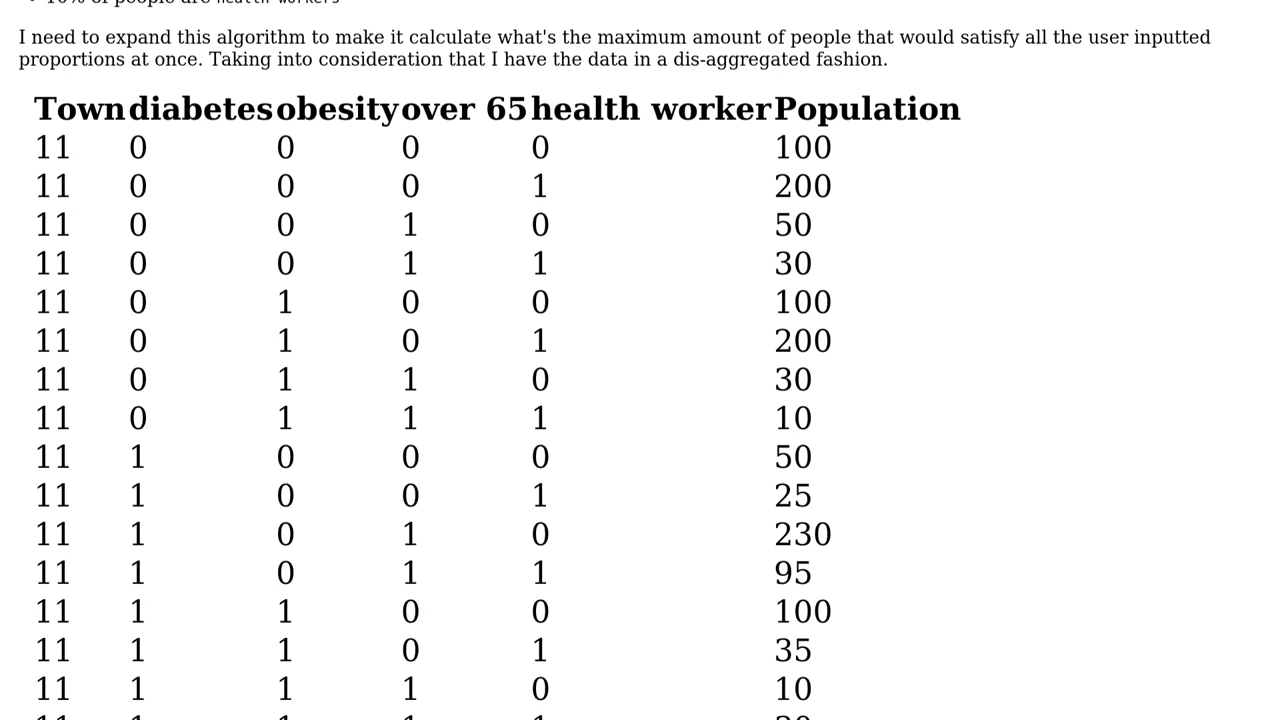 10% of people are health workers
I need to expand this algorithm to make it calculate what's the maximum amount of people that would satisfy all the user inputted
proportions at once. Taking into consideration that I have the data in a dis-aggregated fashion.
Town diabetes obesity over 65 health worker Population
11 0 0 0 0 100
11 0 0 0 1 200
11 0 0 1 0 50
11 0 0 1 1 30
11 0 1 0 0 100
11 0 1 0 1 200
11 0 1 1 0 30
11 0 1 1 1 10
11 1 0 0 0 50
11 1 0 0 1 25
11 1 0 1 0 230
11 1 0 1 1 95
11 1 1 0 0 100
11 1 1 0 1 35
11 1 1 1 0 10